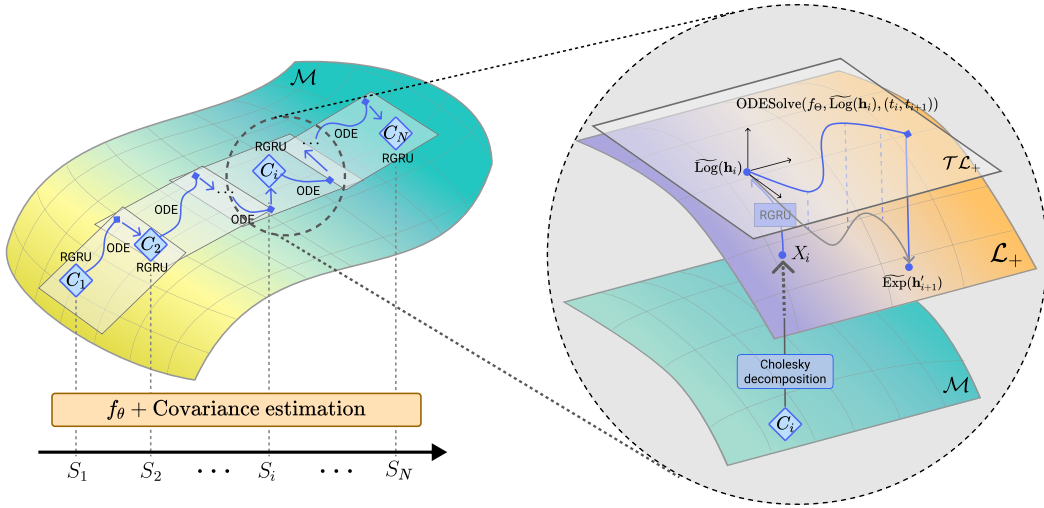 𝓜
ODE
C_N
RGRU
RGRU
C_i
...
ODE
ODE
ODE
RGRU
ODE
C_2
RGRU
C_1
f_θ + Covariance estimation
S_1
S_2
...
S_i
...
S_N
ODESolve(f_Θ, \widetilde{Log}(h_i), (t_i, t_{i+1}))
\widetilde{Log}(h_i)
𝒯𝓛_+
RGRU
X_i
𝓛_+
\widetilde{Exp}(h'_{i+1})
Cholesky
decomposition
𝓜
C_i